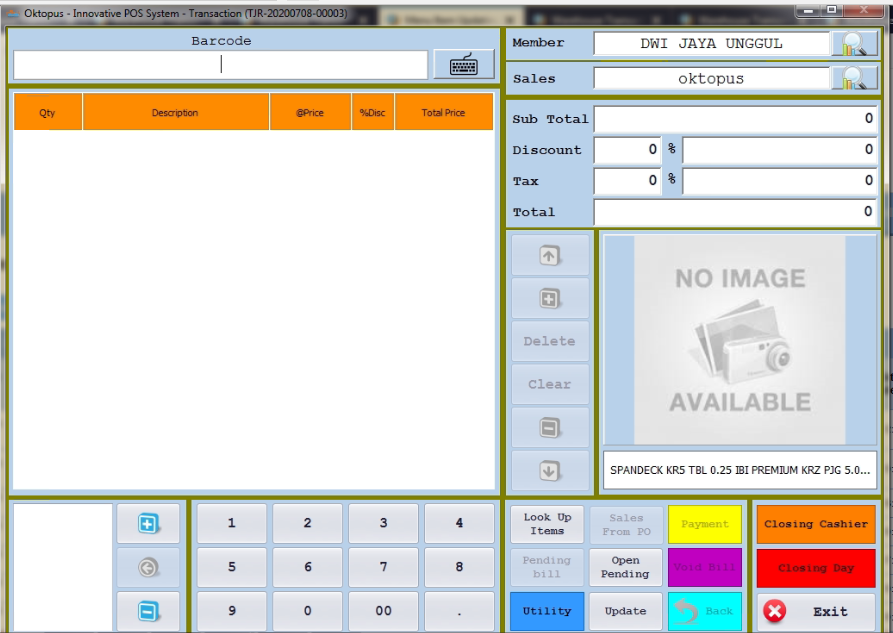 Oktopus - Innovative POS System - Transaction (TJR-20200708-00003)
Barcode
Member DWI JAYA UNGGUL
Sales oktopus
Qty Description @Price %Disc Total Price
Sub Total 0
Discount 0 % 0
Tax 0 % 0
Total 0
Delete
Clear
NO IMAGE
AVAILABLE
SPANDECK KR5 TBL 0.25 IBI PREMIUM KRZ PJG 5.0...
1 2 3 4
5 6 7 8
9 0 00 .
Look Up
Items
Sales
From PO
Payment
Closing Cashier
Pending
bill
Open
Pending
Void Bill
Closing Day
Utility
Update
Back
Exit